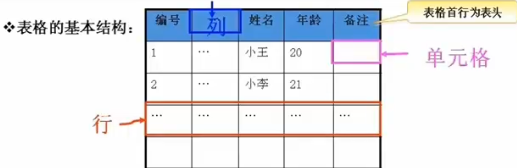 表格首行为表头
❖表格的基本结构：
编号 列 姓名 年龄 备注
1 … 小王 20
单元格
2 … 小李 21
行
… … … … …